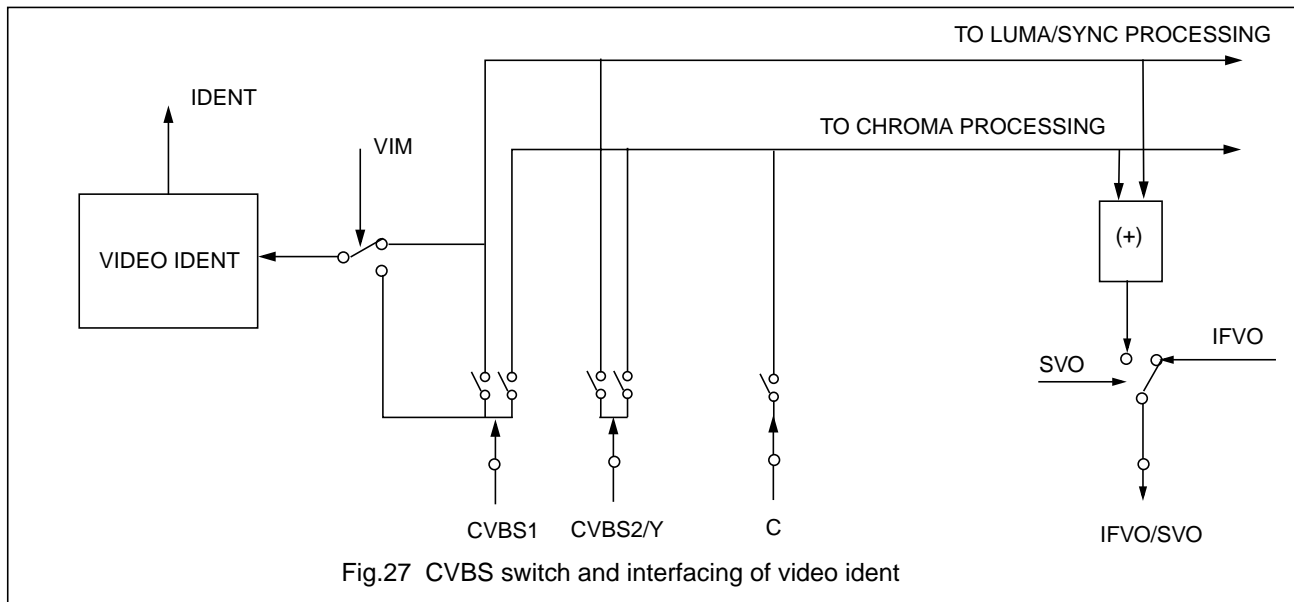 TO LUMA/SYNC PROCESSING
IDENT
TO CHROMA PROCESSING
VIM
VIDEO IDENT
(+)
IFVO
SVO
CVBS1
CVBS2/Y
C
IFVO/SVO
Fig.27 CVBS switch and interfacing of video ident